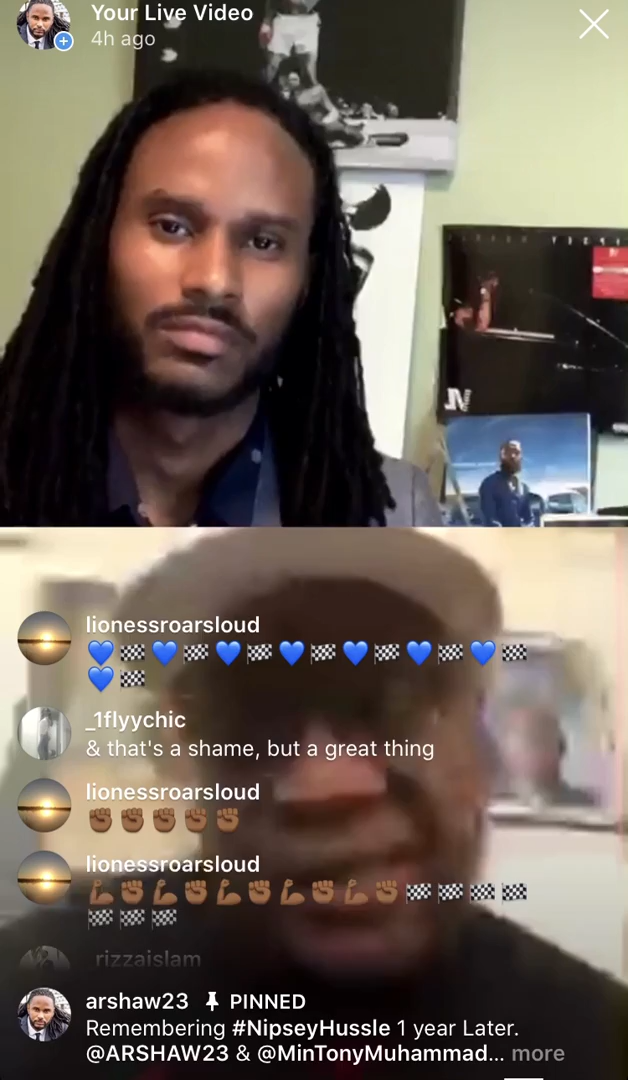 Your Live Video
4h ago
lionessroarsloud
💙🏁💙🏁💙🏁💙🏁💙🏁💙🏁💙🏁
💙🏁
_1flyychic
& that's a shame, but a great thing
lionessroarsloud
✊🏾✊🏾✊🏾✊🏾✊🏾
lionessroarsloud
💪🏾✊🏾💪🏾✊🏾💪🏾✊🏾💪🏾✊🏾💪🏾✊🏾🏁🏁🏁🏁
🏁🏁🏁
_rizzaislam
arshaw23 📌 PINNED
Remembering #NipseyHussle 1 year Later.
@ARSHAW23 & @MinTonyMuhammad... more